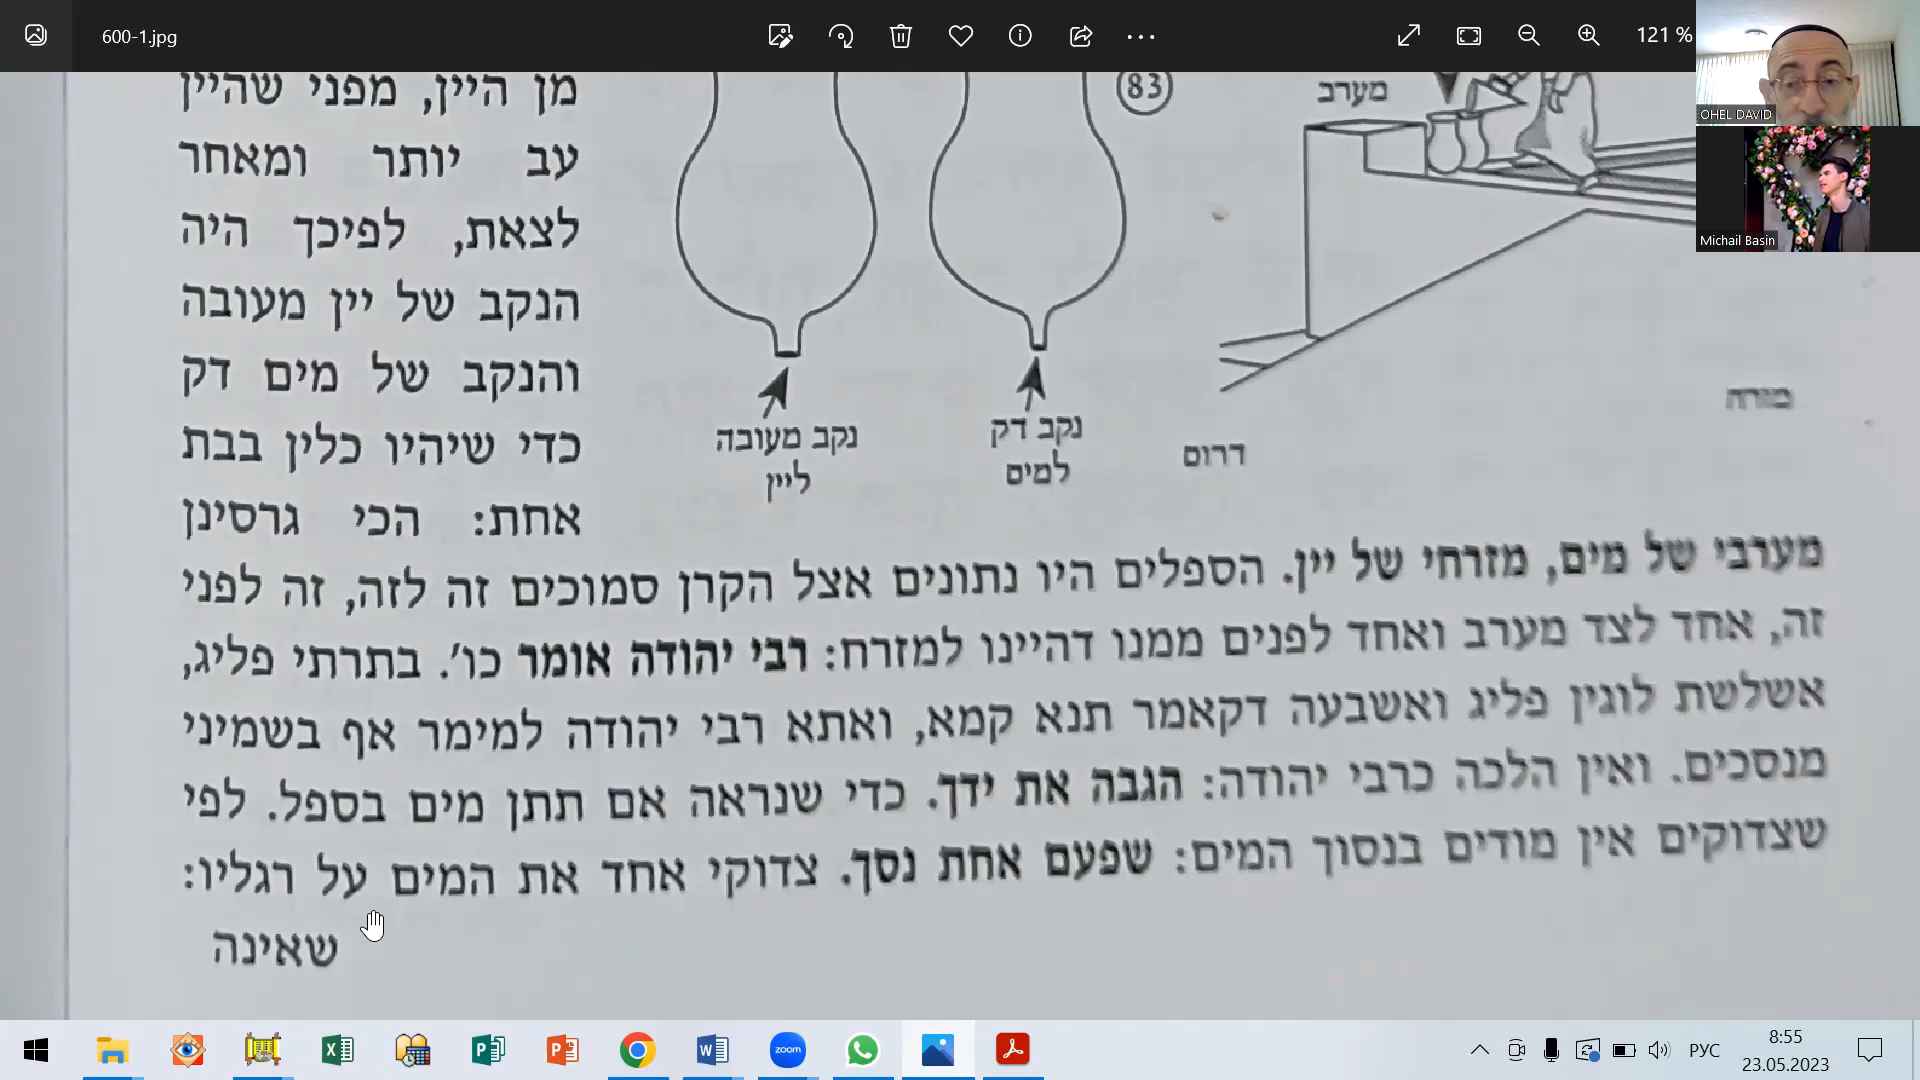 600-1.jpg
121 %
OHEL DAVID
Michail Basin
מן היין, מפני שהיין
עב יותר ומאחר
לצאת, לפיכך היה
הנקב של יין מעובה
והנקב של מים דק
כדי שיהיו כלין בבת
אחת: הכי גרסינן
83
מערב
מזרח
דרום
נקב דק
למים
נקב מעובה
ליין
מערבי של מים, מזרחי של יין. הספלים היו נתונים אצל הקרן סמוכים זה לזה, זה לפני
זה, אחד לצד מערב ואחד לפנים ממנו דהיינו למזרח: רבי יהודה אומר כו'. בתרתי פליג,
אשלשת לוגין פליג ואשבעה דקאמר תנא קמא, ואתא רבי יהודה למימר אף בשמיני
מנסכים. ואין הלכה כרבי יהודה: הגבה את ידך. כדי שנראה אם תתן מים בספל. לפי
שצדוקים אין מודים בנסוך המים: שפעם אחת נסך. צדוקי אחד את המים על רגליו:
שאינה
zoom
РУС
8:55
23.05.2023